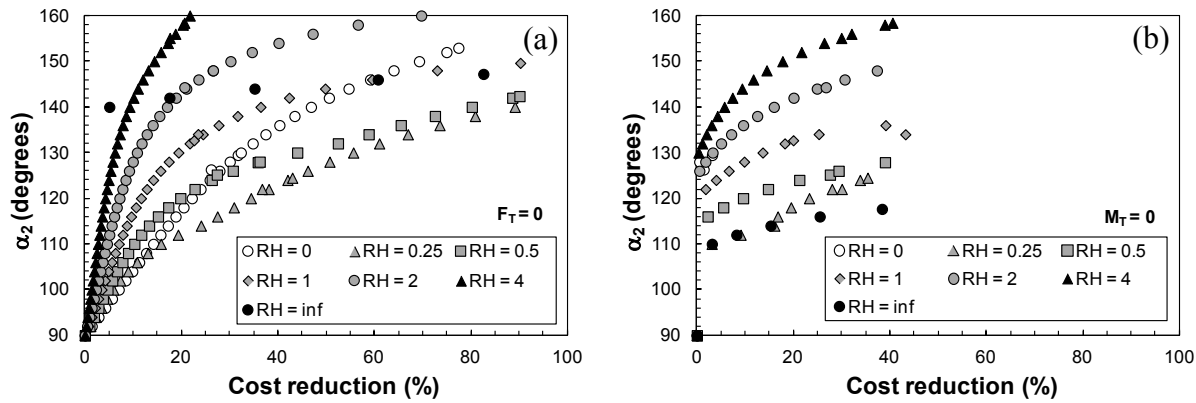 (a)
α2 (degrees)
160
150
140
130
120
110
100
90
F_T = 0
RH = 0 RH = 0.25 RH = 0.5
RH = 1 RH = 2 RH = 4
RH = inf
0 20 40 60 80 100
Cost reduction (%)
(b)
α2 (degrees)
160
150
140
130
120
110
100
90
M_T = 0
RH = 0 RH = 0.25 RH = 0.5
RH = 1 RH = 2 RH = 4
RH = inf
0 20 40 60 80 100
Cost reduction (%)